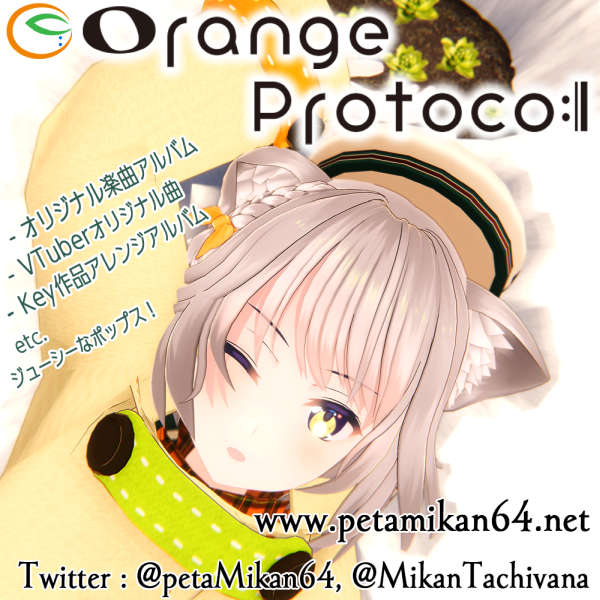 Orange
Protoco:||
- オリジナル楽曲アルバム
- VTuberオリジナル曲
- Key作品アレンジアルバム
etc.
ジューシーなポップス！
www.petamikan64.net
Twitter : @petaMikan64, @MikanTachivana